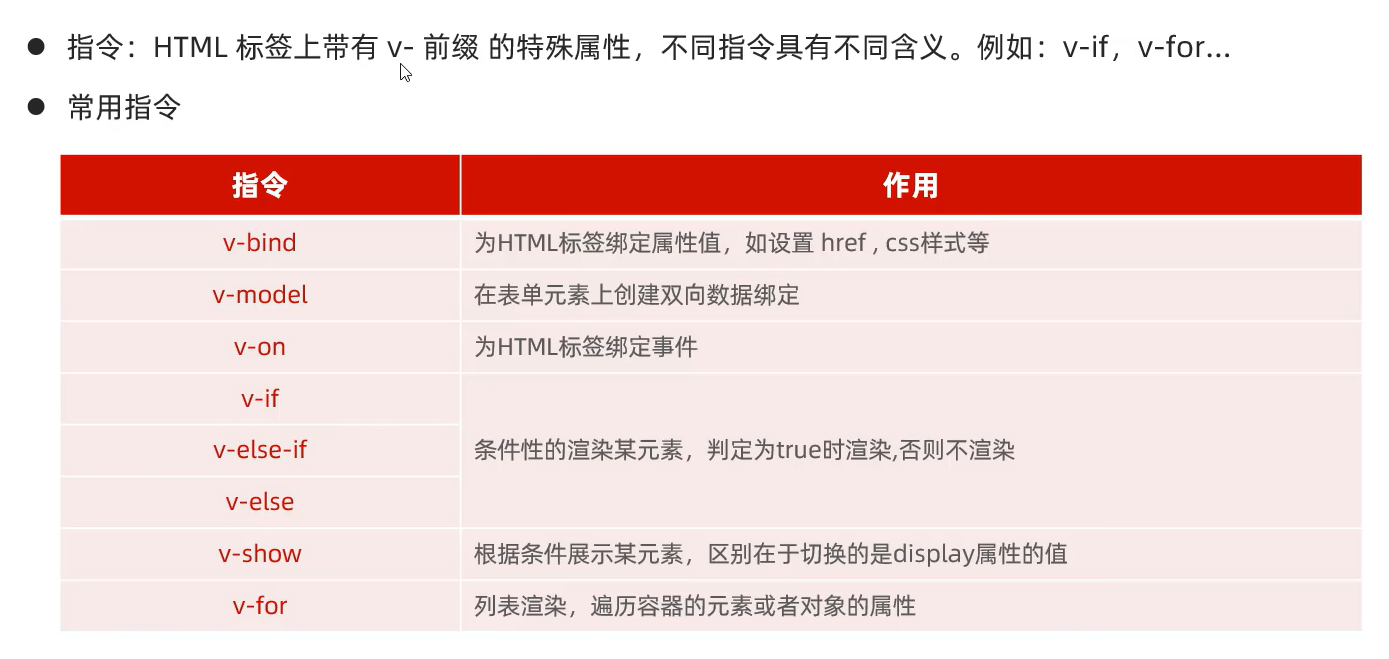 指令：HTML 标签上带有 v- 前缀 的特殊属性，不同指令具有不同含义。例如：v-if，v-for…
常用指令
指令 作用
v-bind 为HTML标签绑定属性值，如设置 href , css样式等
v-model 在表单元素上创建双向数据绑定
v-on 为HTML标签绑定事件
v-if
v-else-if 条件性的渲染某元素，判定为true时渲染,否则不渲染
v-else
v-show 根据条件展示某元素，区别在于切换的是display属性的值
v-for 列表渲染，遍历容器的元素或者对象的属性